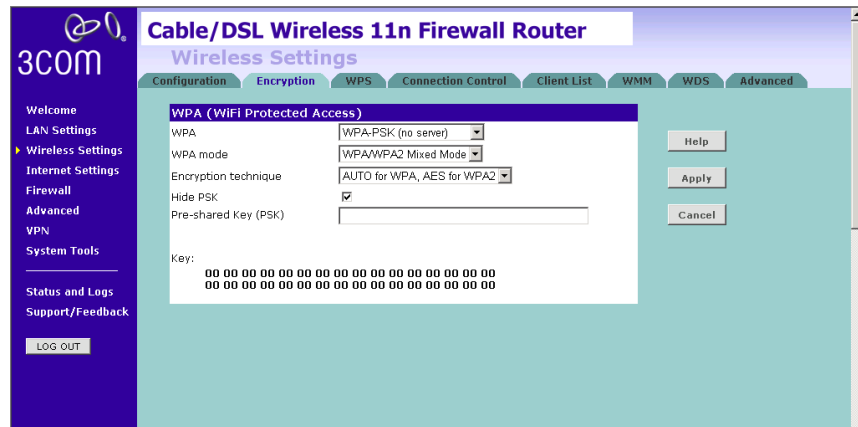 3COM
Cable/DSL Wireless 11n Firewall Router
Wireless Settings
Configuration Encryption WPS Connection Control Client List WMM WDS Advanced
Welcome
LAN Settings
Wireless Settings
Internet Settings
Firewall
Advanced
VPN
System Tools
Status and Logs
Support/Feedback
LOG OUT
WPA (WiFi Protected Access)
WPA WPA-PSK (no server)
WPA mode WPA/WPA2 Mixed Mode
Encryption technique AUTO for WPA, AES for WPA2
Hide PSK
Pre-shared Key (PSK)
Key:
00 00 00 00 00 00 00 00 00 00 00 00 00 00 00 00
00 00 00 00 00 00 00 00 00 00 00 00 00 00 00 00
Help
Apply
Cancel